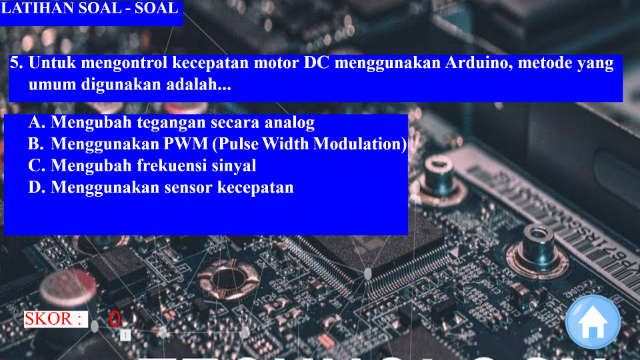 LATIHAN SOAL - SOAL
5. Untuk mengontrol kecepatan motor DC menggunakan Arduino, metode yang
umum digunakan adalah...
A. Mengubah tegangan secara analog
B. Menggunakan PWM (Pulse Width Modulation)
C. Mengubah frekuensi sinyal
D. Menggunakan sensor kecepatan
SKOR : 0
1